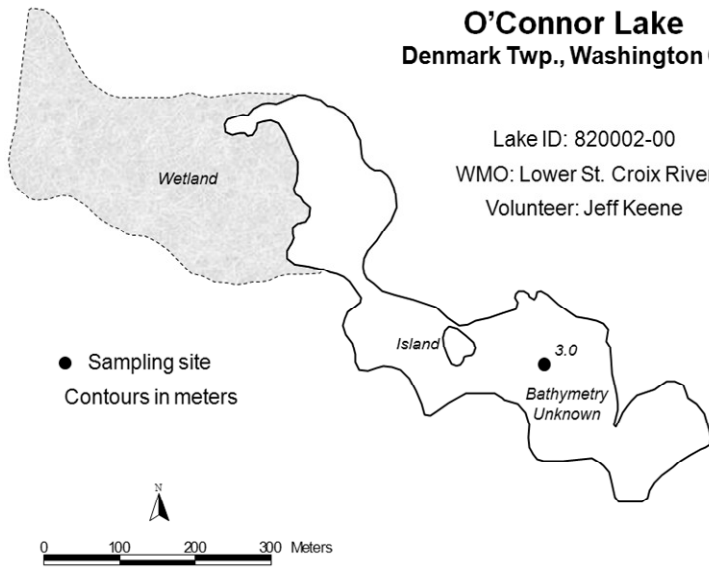 O'Connor Lake
Denmark Twp., Washington
Lake ID: 820002-00
WMO: Lower St. Croix River
Volunteer: Jeff Keene
Wetland
Island
3.0
Bathymetry
Unknown
Sampling site
Contours in meters
N
0 100 200 300 Meters